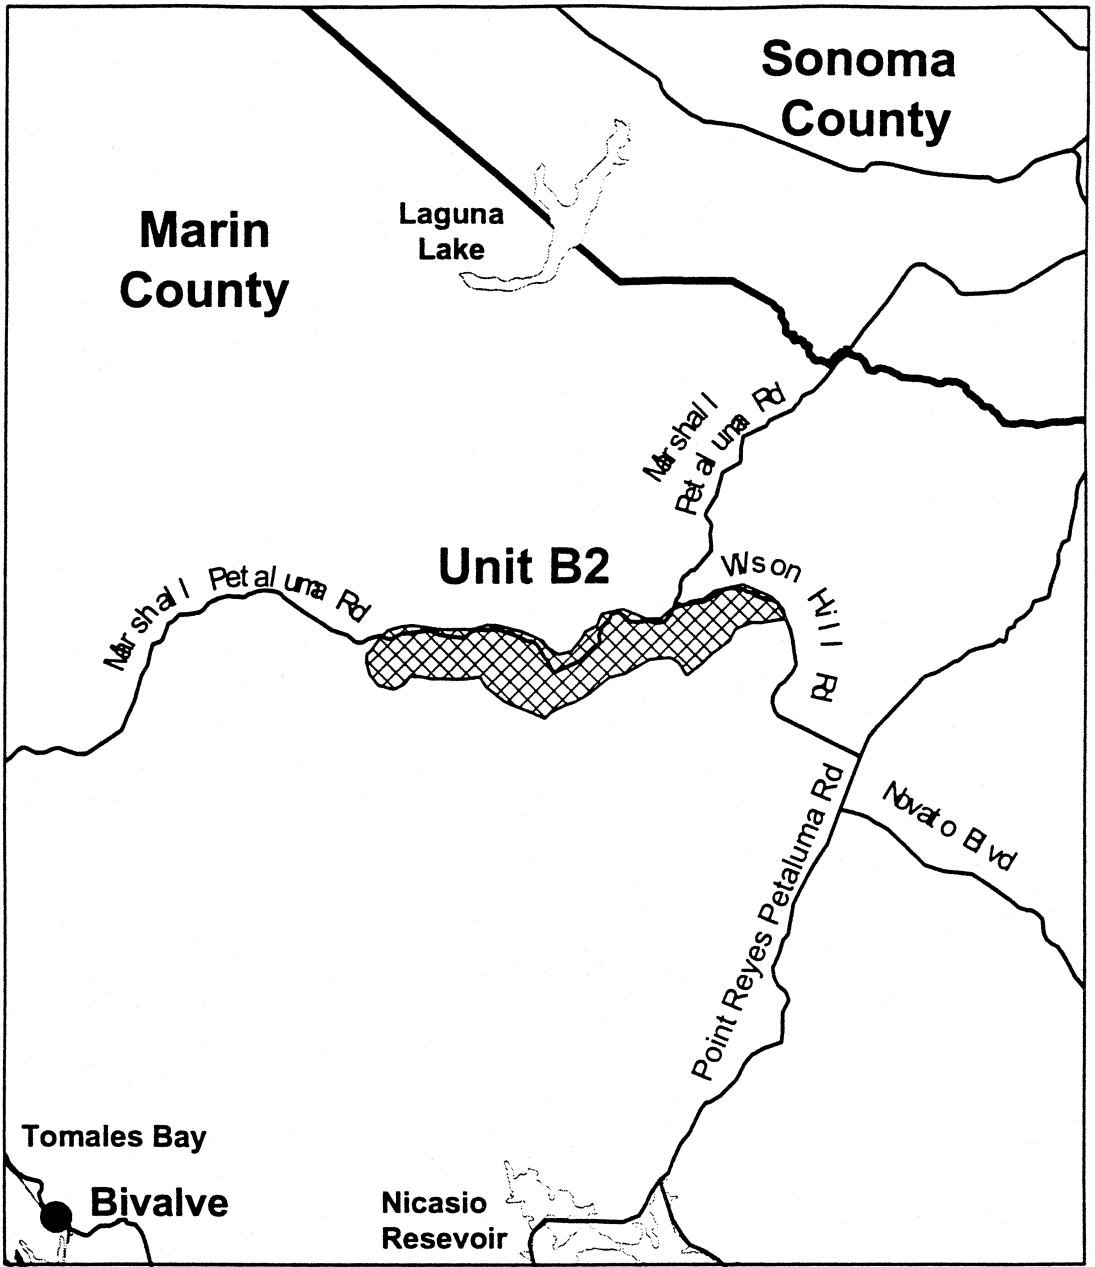 Sonoma
County
Marin
County
Laguna
Lake
Marshall
Petaluma Rd
Unit B2
Wilson Hill Rd
Marshall Petaluma Rd
Point Reyes Petaluma Rd
Novato Blvd
Tomales Bay
Bivalve
Nicasio
Resevoir